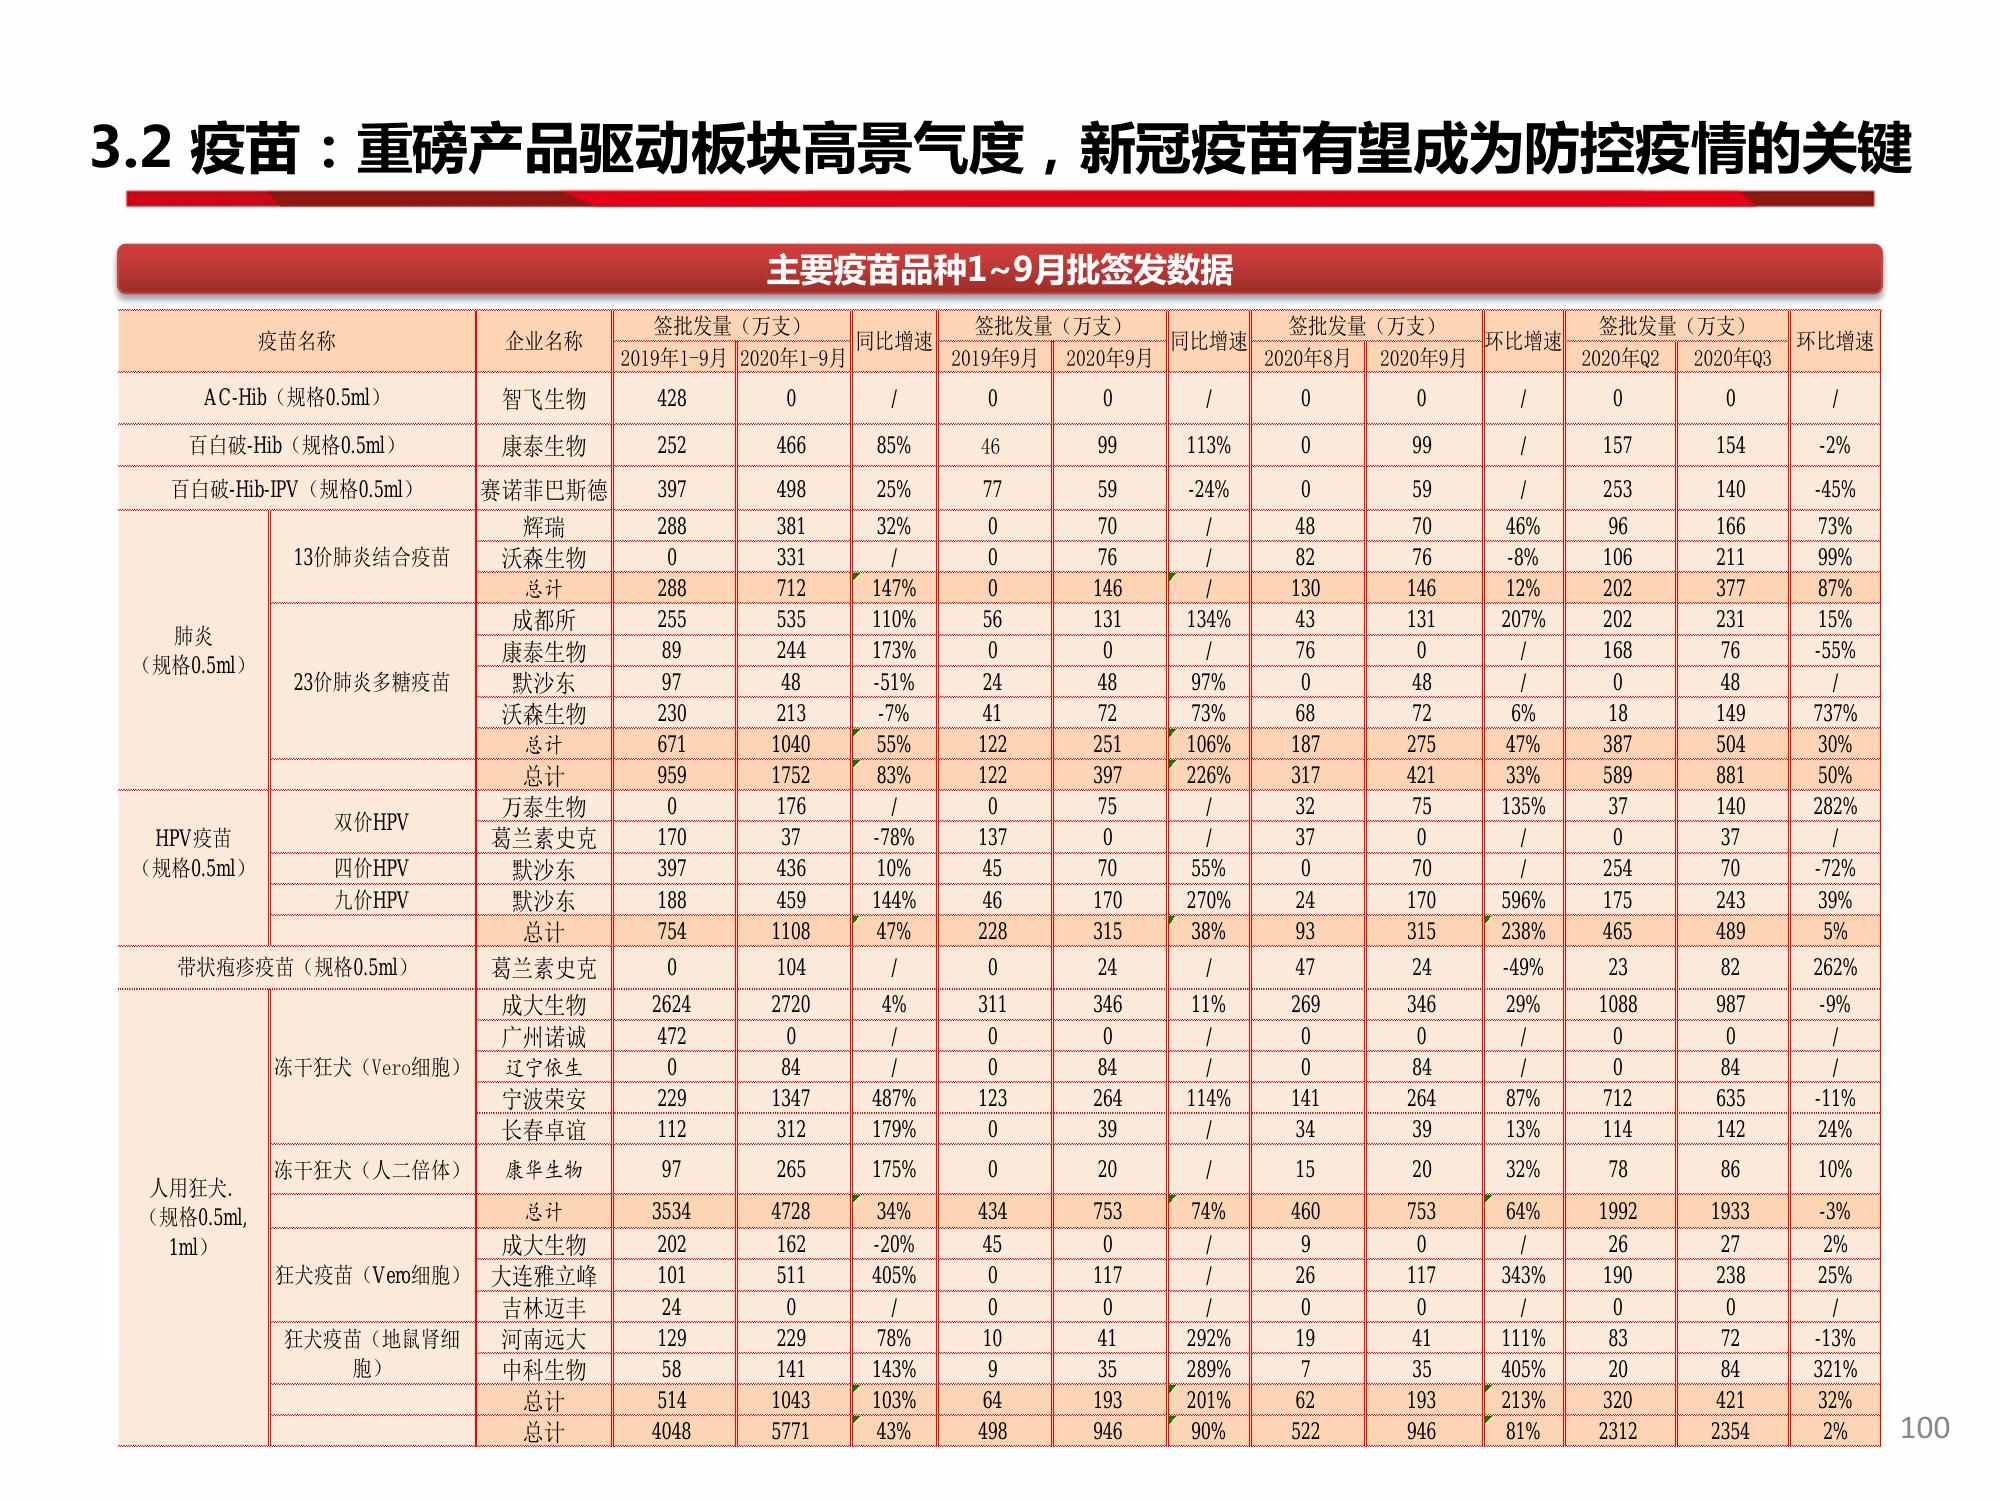 3.2 疫苗：重磅产品驱动板块高景气度，新冠疫苗有望成为防控疫情的关键
主要疫苗品种1~9月批签发数据
疫苗名称 企业名称 签批发量（万支） 同比增速 签批发量（万支） 同比增速 签批发量（万支） 环比增速 签批发量（万支） 环比增速
2019年1-9月 2020年1-9月 2019年9月 2020年9月 2020年8月 2020年9月 2020年Q2 2020年Q3
AC-Hib（规格0.5ml） 智飞生物 428 0 / 0 0 / 0 0 / 0 0 /
百白破-Hib（规格0.5ml） 康泰生物 252 466 85% 46 99 113% 0 99 / 157 154 -2%
百白破-Hib-IPV（规格0.5ml） 赛诺菲巴斯德 397 498 25% 77 59 -24% 0 59 / 253 140 -45%
肺炎
（规格0.5ml）
13价肺炎结合疫苗
辉瑞 288 381 32% 0 70 / 48 70 46% 96 166 73%
沃森生物 0 331 / 0 76 / 82 76 -8% 106 211 99%
总计 288 712 147% 0 146 / 130 146 12% 202 377 87%
23价肺炎多糖疫苗
成都所 255 535 110% 56 131 134% 43 131 207% 202 231 15%
康泰生物 89 244 173% 0 0 / 76 0 / 168 76 -55%
默沙东 97 48 -51% 24 48 97% 0 48 / 0 48 /
沃森生物 230 213 -7% 41 72 73% 68 72 6% 18 149 737%
总计 671 1040 55% 122 251 106% 187 275 47% 387 504 30%
总计 959 1752 83% 122 397 226% 317 421 33% 589 881 50%
HPV疫苗
（规格0.5ml）
双价HPV
万泰生物 0 176 / 0 75 / 32 75 135% 37 140 282%
葛兰素史克 170 37 -78% 137 0 / 37 0 / 0 37 /
四价HPV 默沙东 397 436 10% 45 70 55% 0 70 / 254 70 -72%
九价HPV 默沙东 188 459 144% 46 170 270% 24 170 596% 175 243 39%
总计 754 1108 47% 228 315 38% 93 315 238% 465 489 5%
带状疱疹疫苗（规格0.5ml） 葛兰素史克 0 104 / 0 24 / 47 24 -49% 23 82 262%
人用狂犬.
（规格0.5ml,
1ml）
冻干狂犬（Vero细胞）
成大生物 2624 2720 4% 311 346 11% 269 346 29% 1088 987 -9%
广州诺诚 472 0 / 0 0 / 0 0 / 0 0 /
辽宁依生 0 84 / 0 84 / 0 84 / 0 84 /
宁波荣安 229 1347 487% 123 264 114% 141 264 87% 712 635 -11%
长春卓谊 112 312 179% 0 39 / 34 39 13% 114 142 24%
冻干狂犬（人二倍体） 康华生物 97 265 175% 0 20 / 15 20 32% 78 86 10%
总计 3534 4728 34% 434 753 74% 460 753 64% 1992 1933 -3%
狂犬疫苗（Vero细胞）
成大生物 202 162 -20% 45 0 / 9 0 / 26 27 2%
大连雅立峰 101 511 405% 0 117 / 26 117 343% 190 238 25%
吉林迈丰 24 0 / 0 0 / 0 0 / 0 0 /
狂犬疫苗（地鼠肾细
胞）
河南远大 129 229 78% 10 41 292% 19 41 111% 83 72 -13%
中科生物 58 141 143% 9 35 289% 7 35 405% 20 84 321%
总计 514 1043 103% 64 193 201% 62 193 213% 320 421 32%
总计 4048 5771 43% 498 946 90% 522 946 81% 2312 2354 2%
100